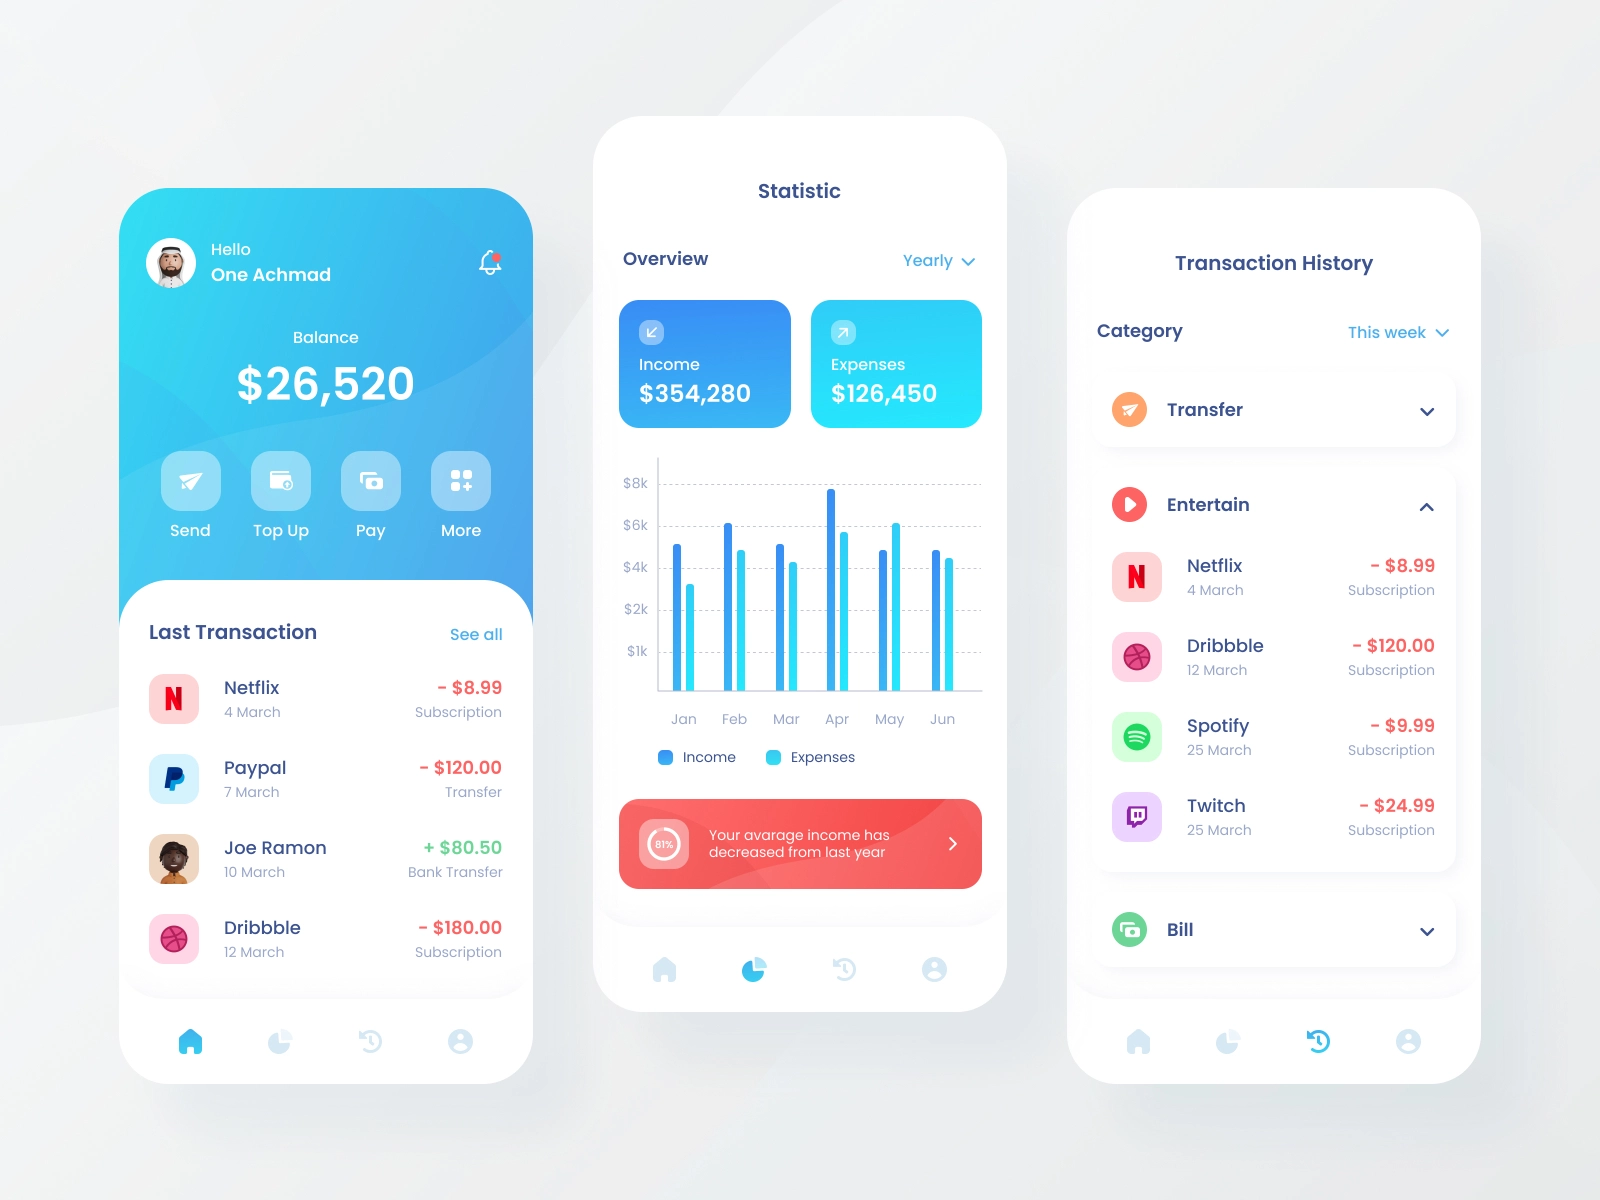 Hello
One Achmad
Balance
$26,520
Send
Top Up
Pay
More
Last Transaction
See all
Netflix
- $8.99
4 March
Subscription
Paypal
- $120.00
7 March
Transfer
Joe Ramon
+ $80.50
10 March
Bank Transfer
Dribbble
- $180.00
12 March
Subscription
Statistic
Overview
Yearly
Income
$354,280
Expenses
$126,450
$8k
$6k
$4k
$2k
$1k
Jan
Feb
Mar
Apr
May
Jun
Income
Expenses
81%
Your avarage income has
decreased from last year
Transaction History
Category
This week
Transfer
Entertain
N
Netflix
- $8.99
4 March
Subscription
Dribbble
- $120.00
12 March
Subscription
Spotify
- $9.99
25 March
Subscription
Twitch
- $24.99
25 March
Subscription
Bill